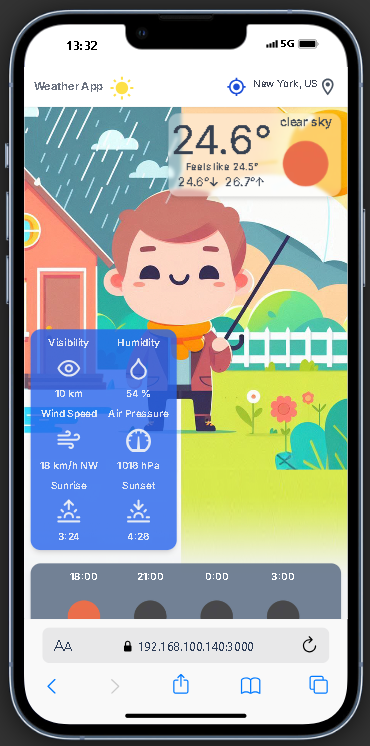 13:32
5G
Weather App
New York, US
clear sky
24.6°
Feels like 24.5°
24.6°↓ 26.7°↑
Visibility Humidity
10 km 54 %
Wind Speed Air Pressure
18 km/h NW 1018 hPa
Sunrise Sunset
3:24 4:28
18:00 21:00 0:00 3:00
AA 192.168.100.140:3000